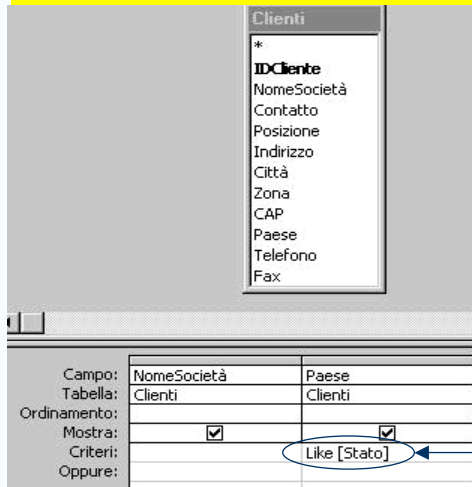 Clienti
*
IDCliente
NomeSocietà
Contatto
Posizione
Indirizzo
Città
Zona
CAP
Paese
Telefono
Fax
Campo: NomeSocietà Paese
Tabella: Clienti Clienti
Ordinamento:
Mostra:
Criteri: Like [Stato]
Oppure: